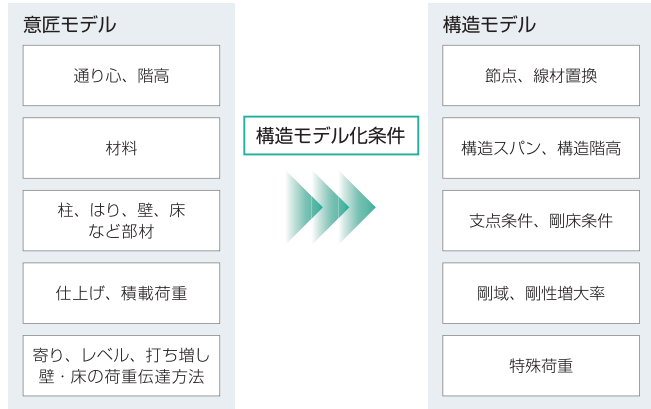 意匠モデル
通り心、階高
材料
柱、はり、壁、床
など部材
仕上げ、積載荷重
寄り、レベル、打ち増し
壁・床の荷重伝達方法
構造モデル化条件
構造モデル
節点、線材置換
構造スパン、構造階高
支点条件、剛床条件
剛域、剛性増大率
特殊荷重